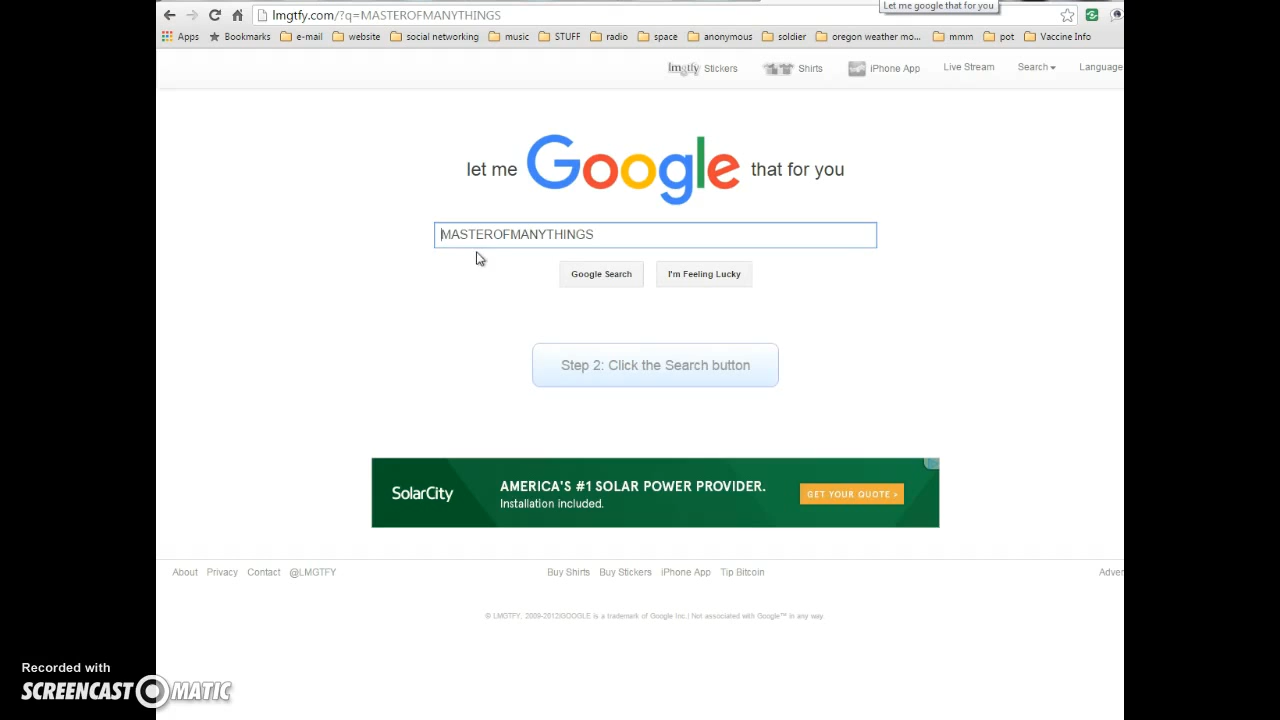 Let me google that for you
lmgtfy.com/?q=MASTEROFMANYTHINGS
Apps Bookmarks e-mail website social networking music STUFF radio space anonymous soldier oregon weather mo... mmm pot Vaccine Info
lmgtfy Stickers Shirts iPhone App Live Stream Search Language
let me Google that for you
MASTEROFMANYTHINGS
Google Search I'm Feeling Lucky
Step 2: Click the Search button
SolarCity
AMERICA'S #1 SOLAR POWER PROVIDER.
Installation included.
GET YOUR QUOTE >
About Privacy Contact @LMGTFY Buy Shirts Buy Stickers iPhone App Tip Bitcoin Adver
© LMGTFY, 2009-2012|GOOGLE is a trademark of Google Inc.| Not associated with Google™ in any way
Recorded with
SCREENCAST-O-MATIC